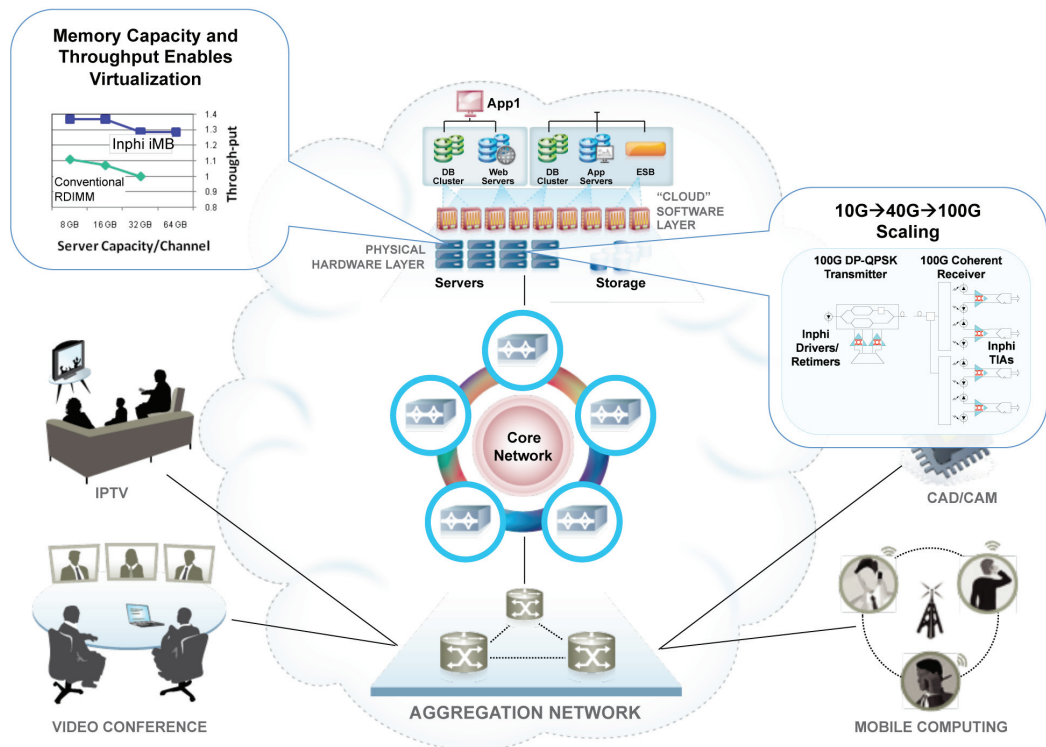 Memory Capacity and
Throughput Enables
Virtualization
1.4
1.3
1.2
1.1
1
0.9
0.8
Through-put
Inphi iMB
Conventional
RDIMM
8 GB 16 GB 32 GB 64 GB
Server Capacity/Channel
App1
DB
Cluster
Web
Servers
DB
Cluster
App
Servers
ESB
“CLOUD”
SOFTWARE
LAYER
PHYSICAL
HARDWARE LAYER
Servers
Storage
10G→40G→100G
Scaling
100G DP-QPSK
Transmitter
100G Coherent
Receiver
Inphi
Drivers/
Retimers
Inphi
TIAs
Core
Network
IPTV
CAD/CAM
VIDEO CONFERENCE
AGGREGATION NETWORK
MOBILE COMPUTING